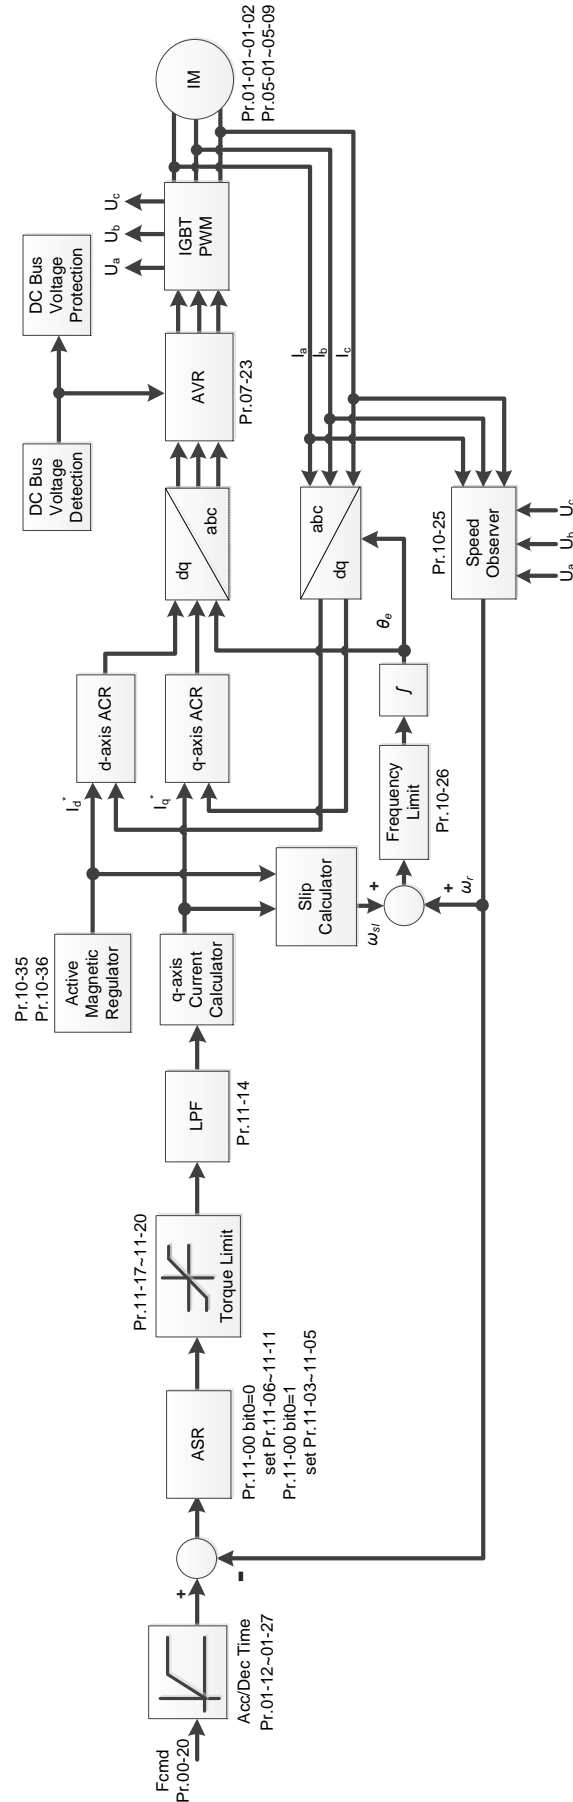 Fcmd
Pr.00-20
Acc/Dec Time
Pr.01-12~01-27
+
-
ASR
Pr.11-00 bit0=0
set Pr.11-06~11-11
Pr.11-00 bit0=1
set Pr.11-03~11-05
Pr.11-17~11-20
Torque Limit
LPF
Pr.11-14
Pr.10-35
Pr.10-36
Active
Magnetic
Regulator
q-axis
Current
Calculator
Slip
Calculator
ωsl
+
+
ωr
Id*
Iq*
d-axis ACR
q-axis ACR
Frequency
Limit
Pr.10-26
∫
θe
dq
abc
abc
dq
DC Bus
Voltage
Detection
DC Bus
Voltage
Protection
AVR
Pr.07-23
Ia
Ib
Ic
Pr.10-25
Speed
Observer
Ua
Ub
Uc
Ua
Ub
Uc
IGBT
PWM
IM
Pr.01-01~01-02
Pr.05-01~05-09